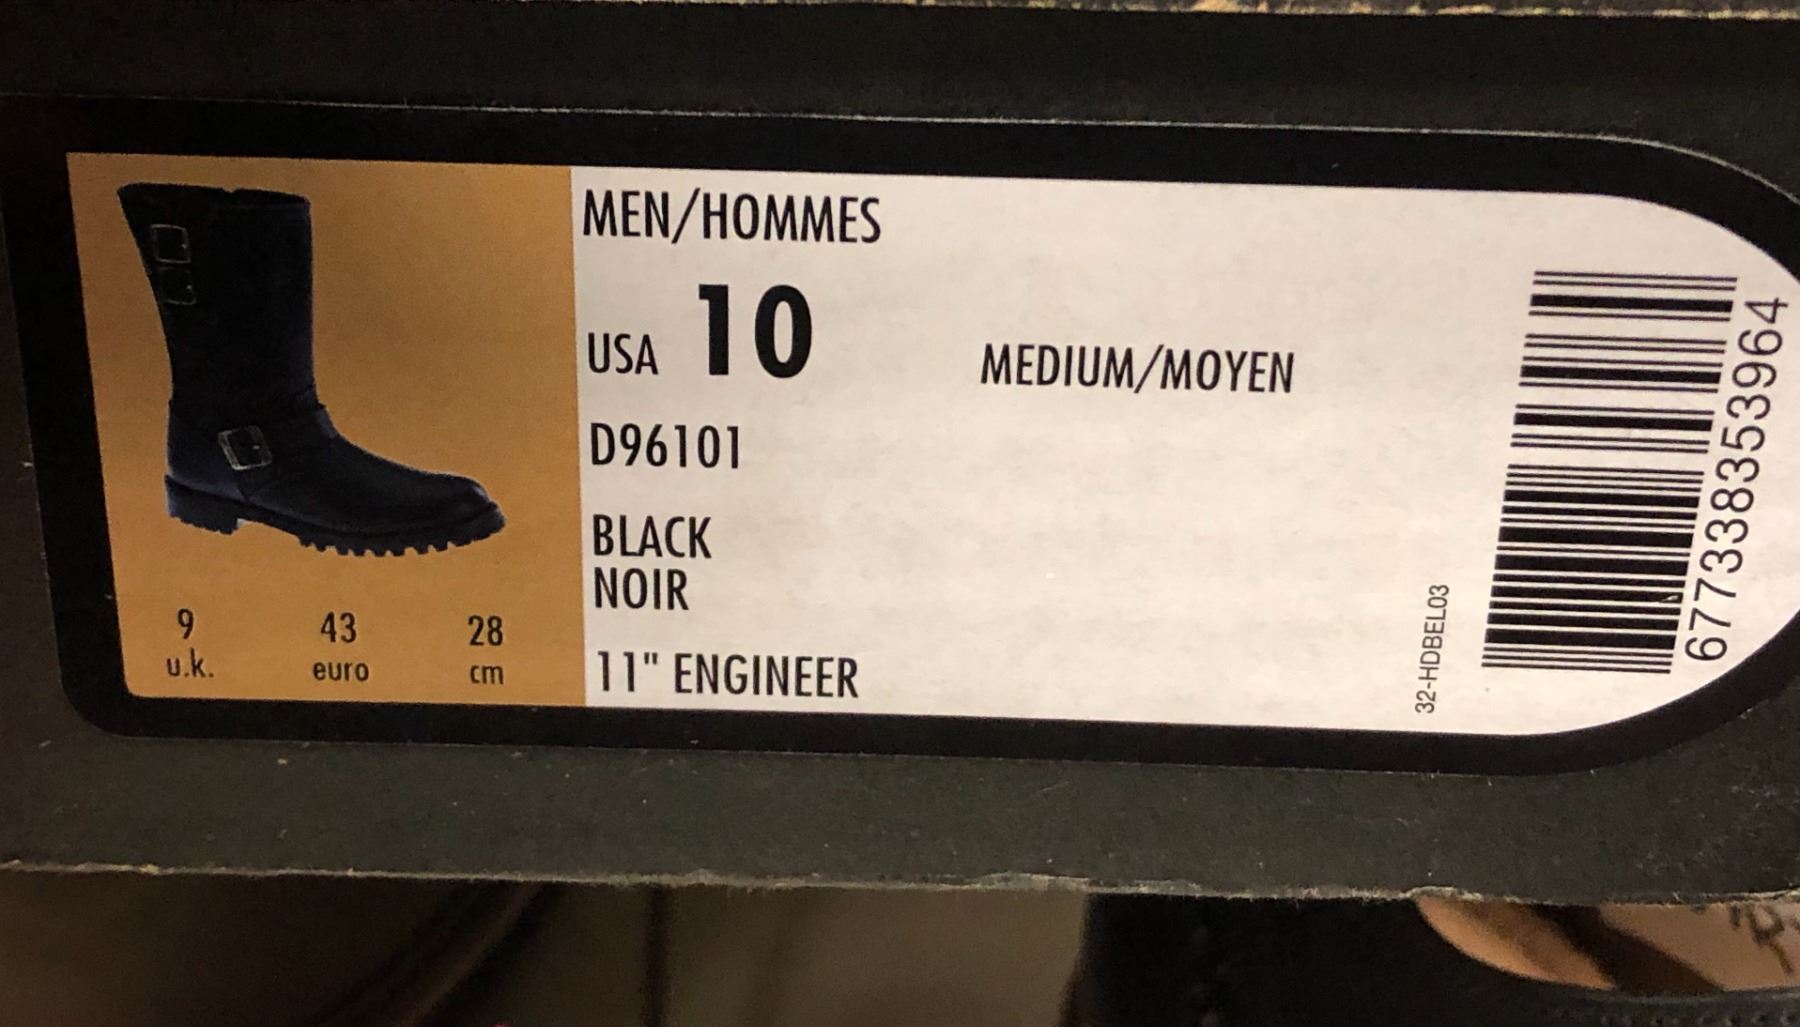 MEN/HOMMES
USA 10 MEDIUM/MOYEN
D96101
BLACK
NOIR
11" ENGINEER
9 43 28
u.k. euro cm
32-HDBEL03
677338353964